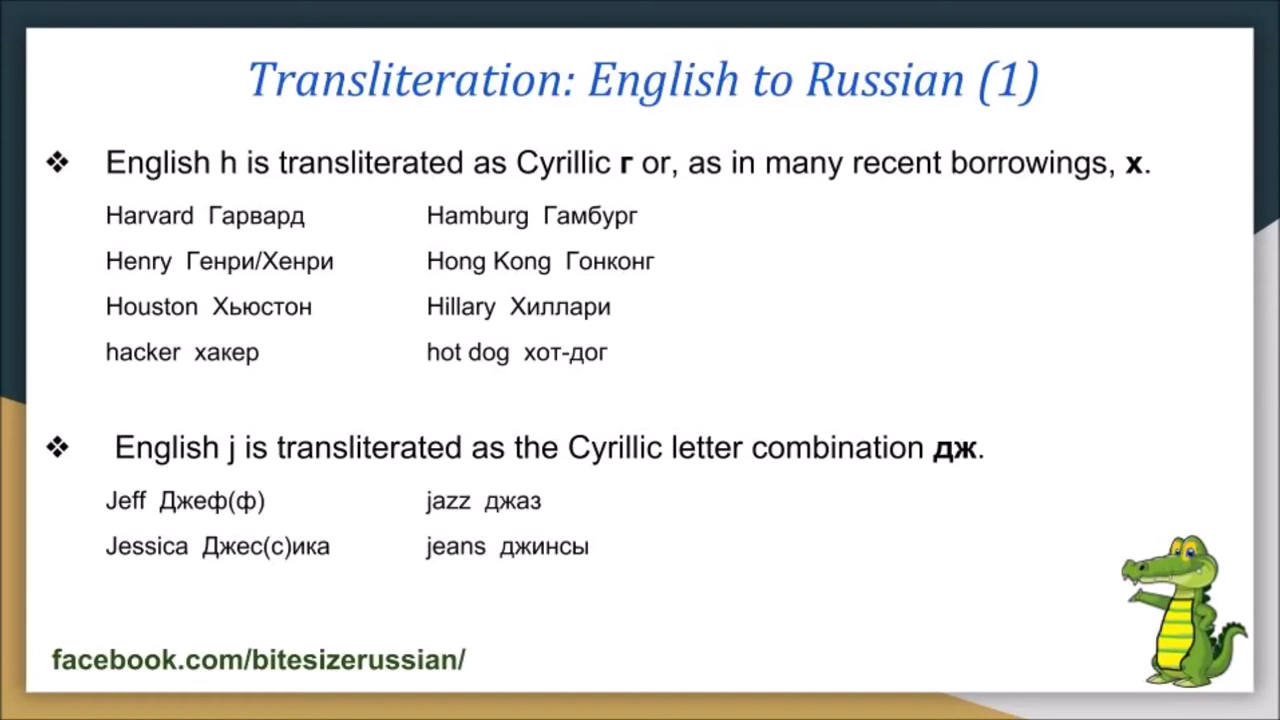 Transliteration: English to Russian (1)
❖ English h is transliterated as Cyrillic г or, as in many recent borrowings, х.
Harvard Гарвард Hamburg Гамбург
Henry Генри/Хенри Hong Kong Гонконг
Houston Хьюстон Hillary Хиллари
hacker хакер hot dog хот-дог
❖ English j is transliterated as the Cyrillic letter combination дж.
Jeff Джеф(ф) jazz джаз
Jessica Джес(с)ика jeans джинсы
facebook.com/bitesizerussian/